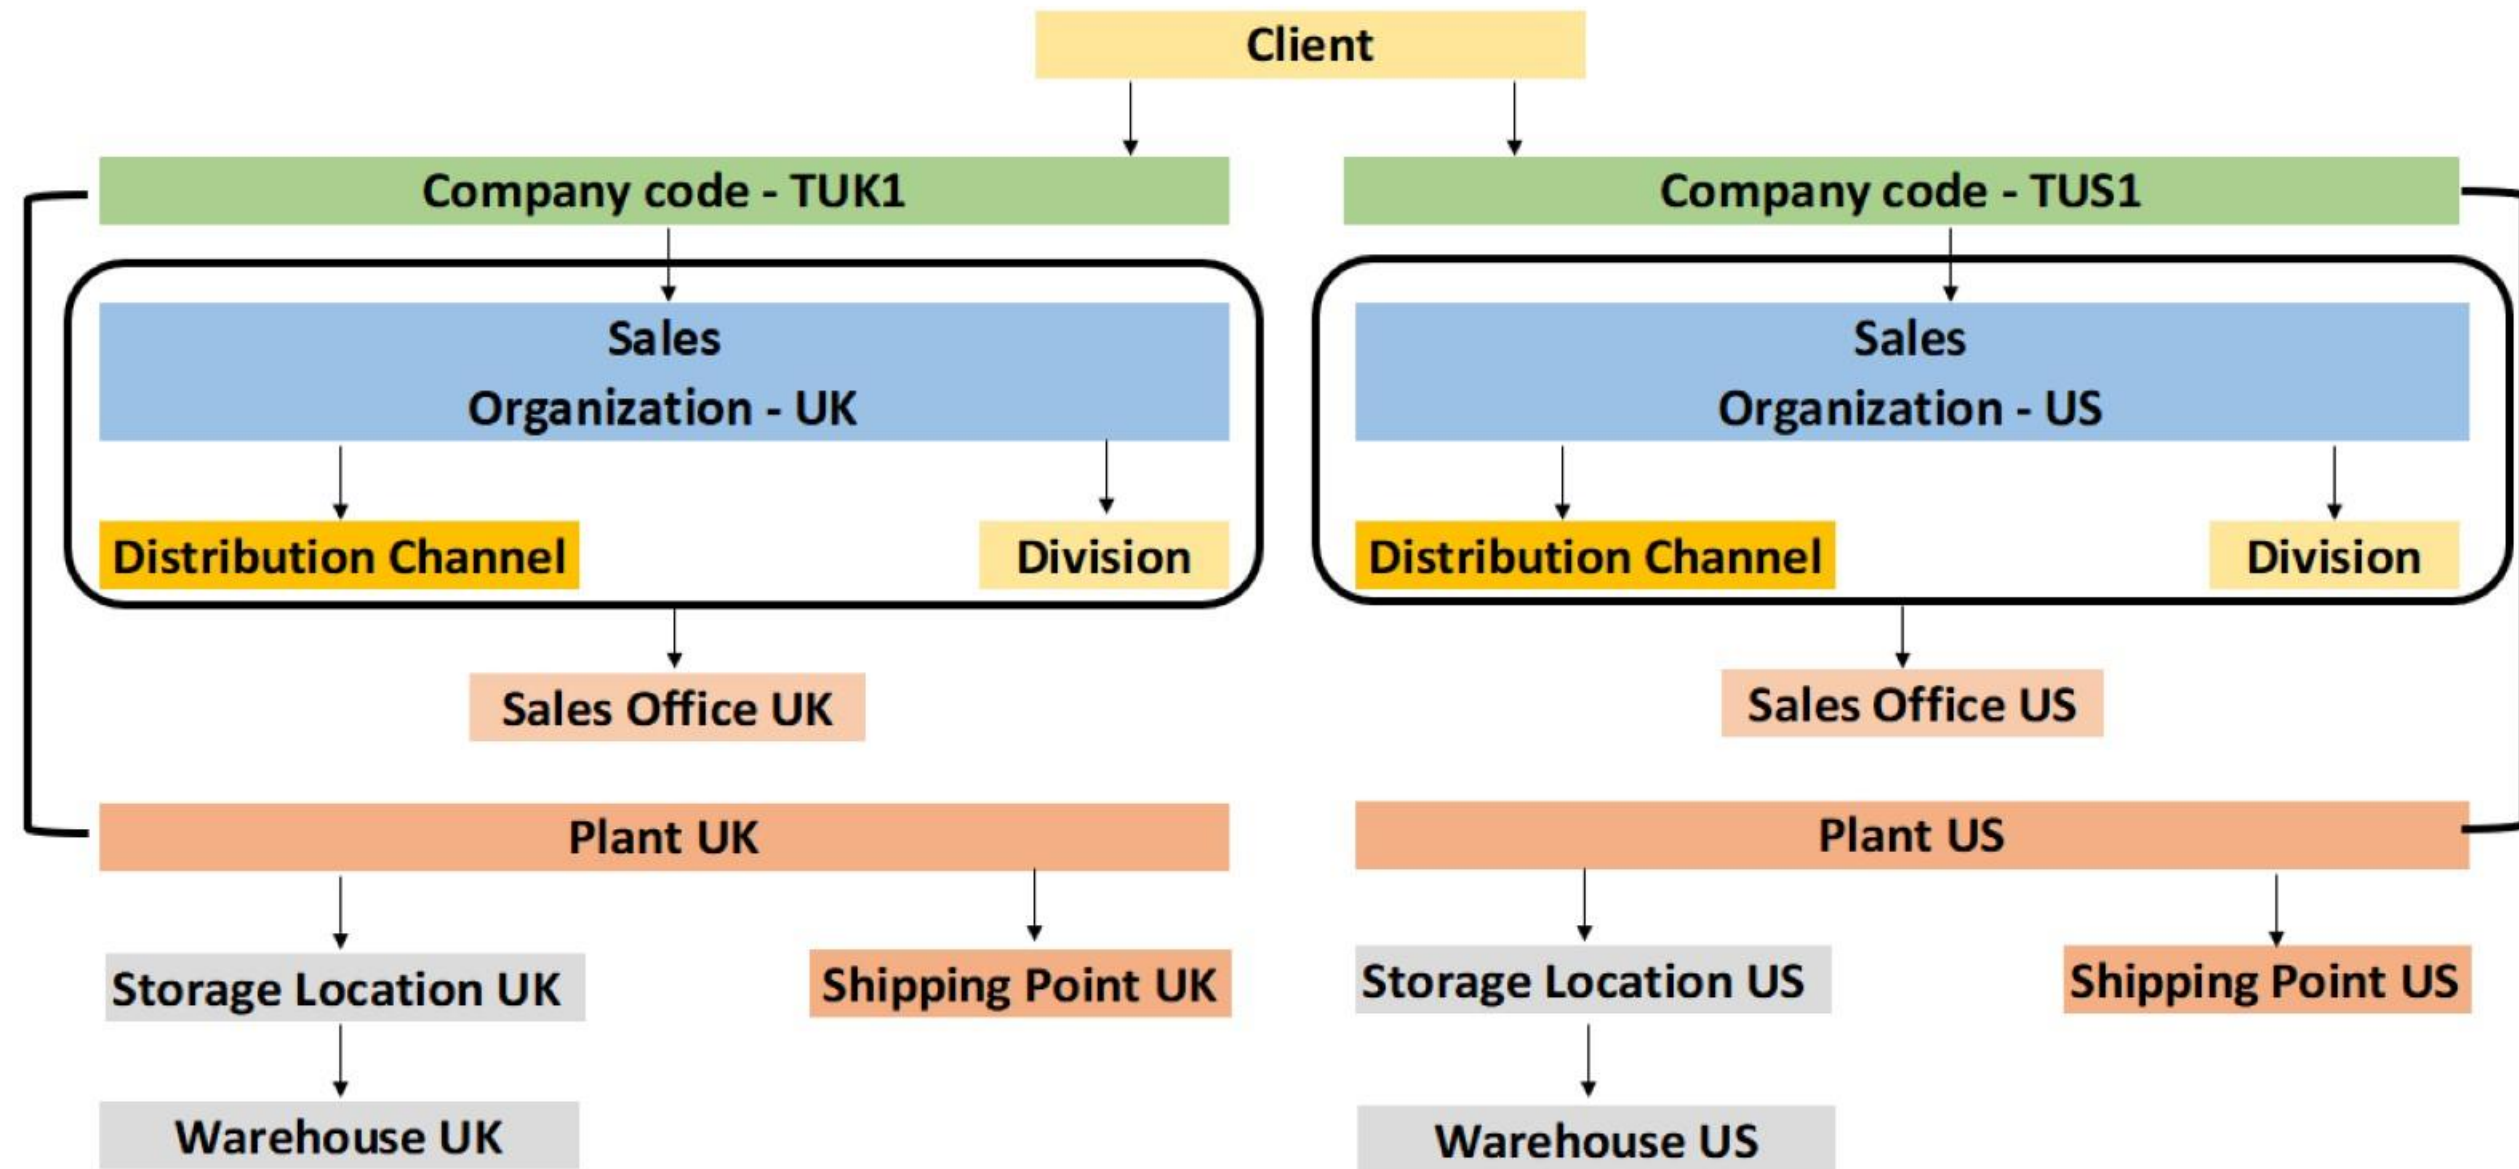 Client
Company code - TUK1
Company code - TUS1
Sales
Organization - UK
Sales
Organization - US
Distribution Channel
Division
Distribution Channel
Division
Sales Office UK
Sales Office US
Plant UK
Plant US
Storage Location UK
Shipping Point UK
Storage Location US
Shipping Point US
Warehouse UK
Warehouse US